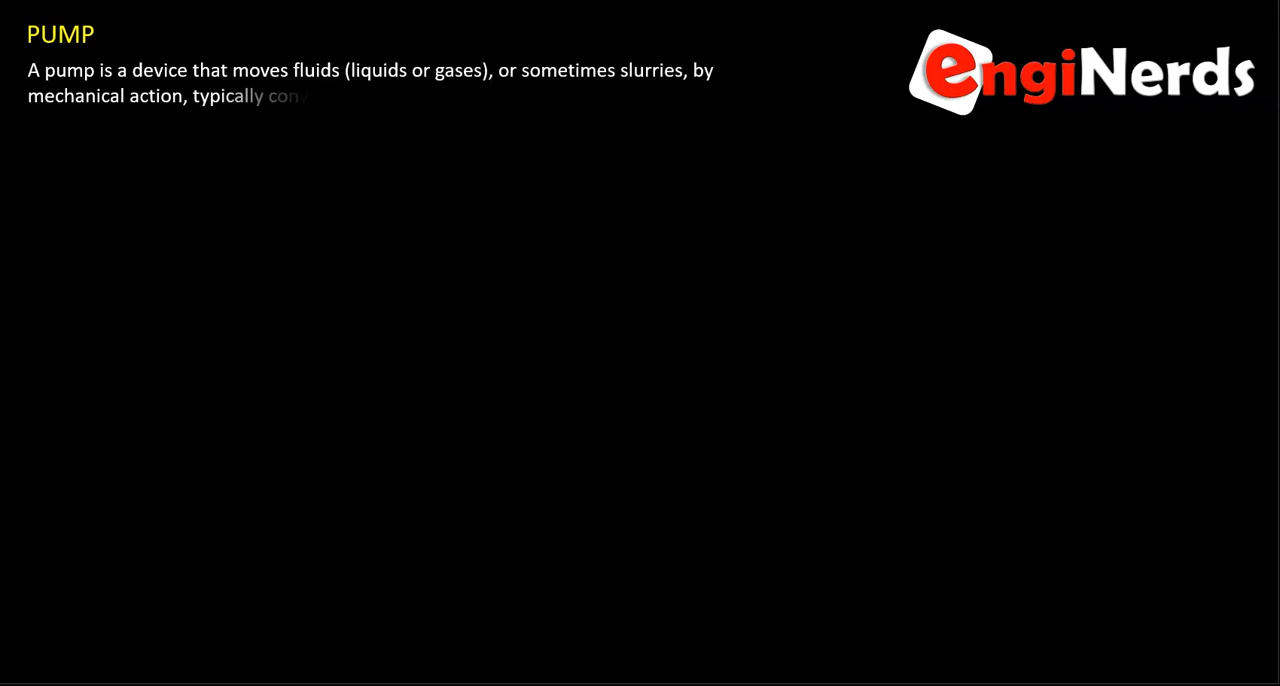 PUMP
engiNerds
A pump is a device that moves fluids (liquids or gases), or sometimes slurries, by
mechanical action, typically